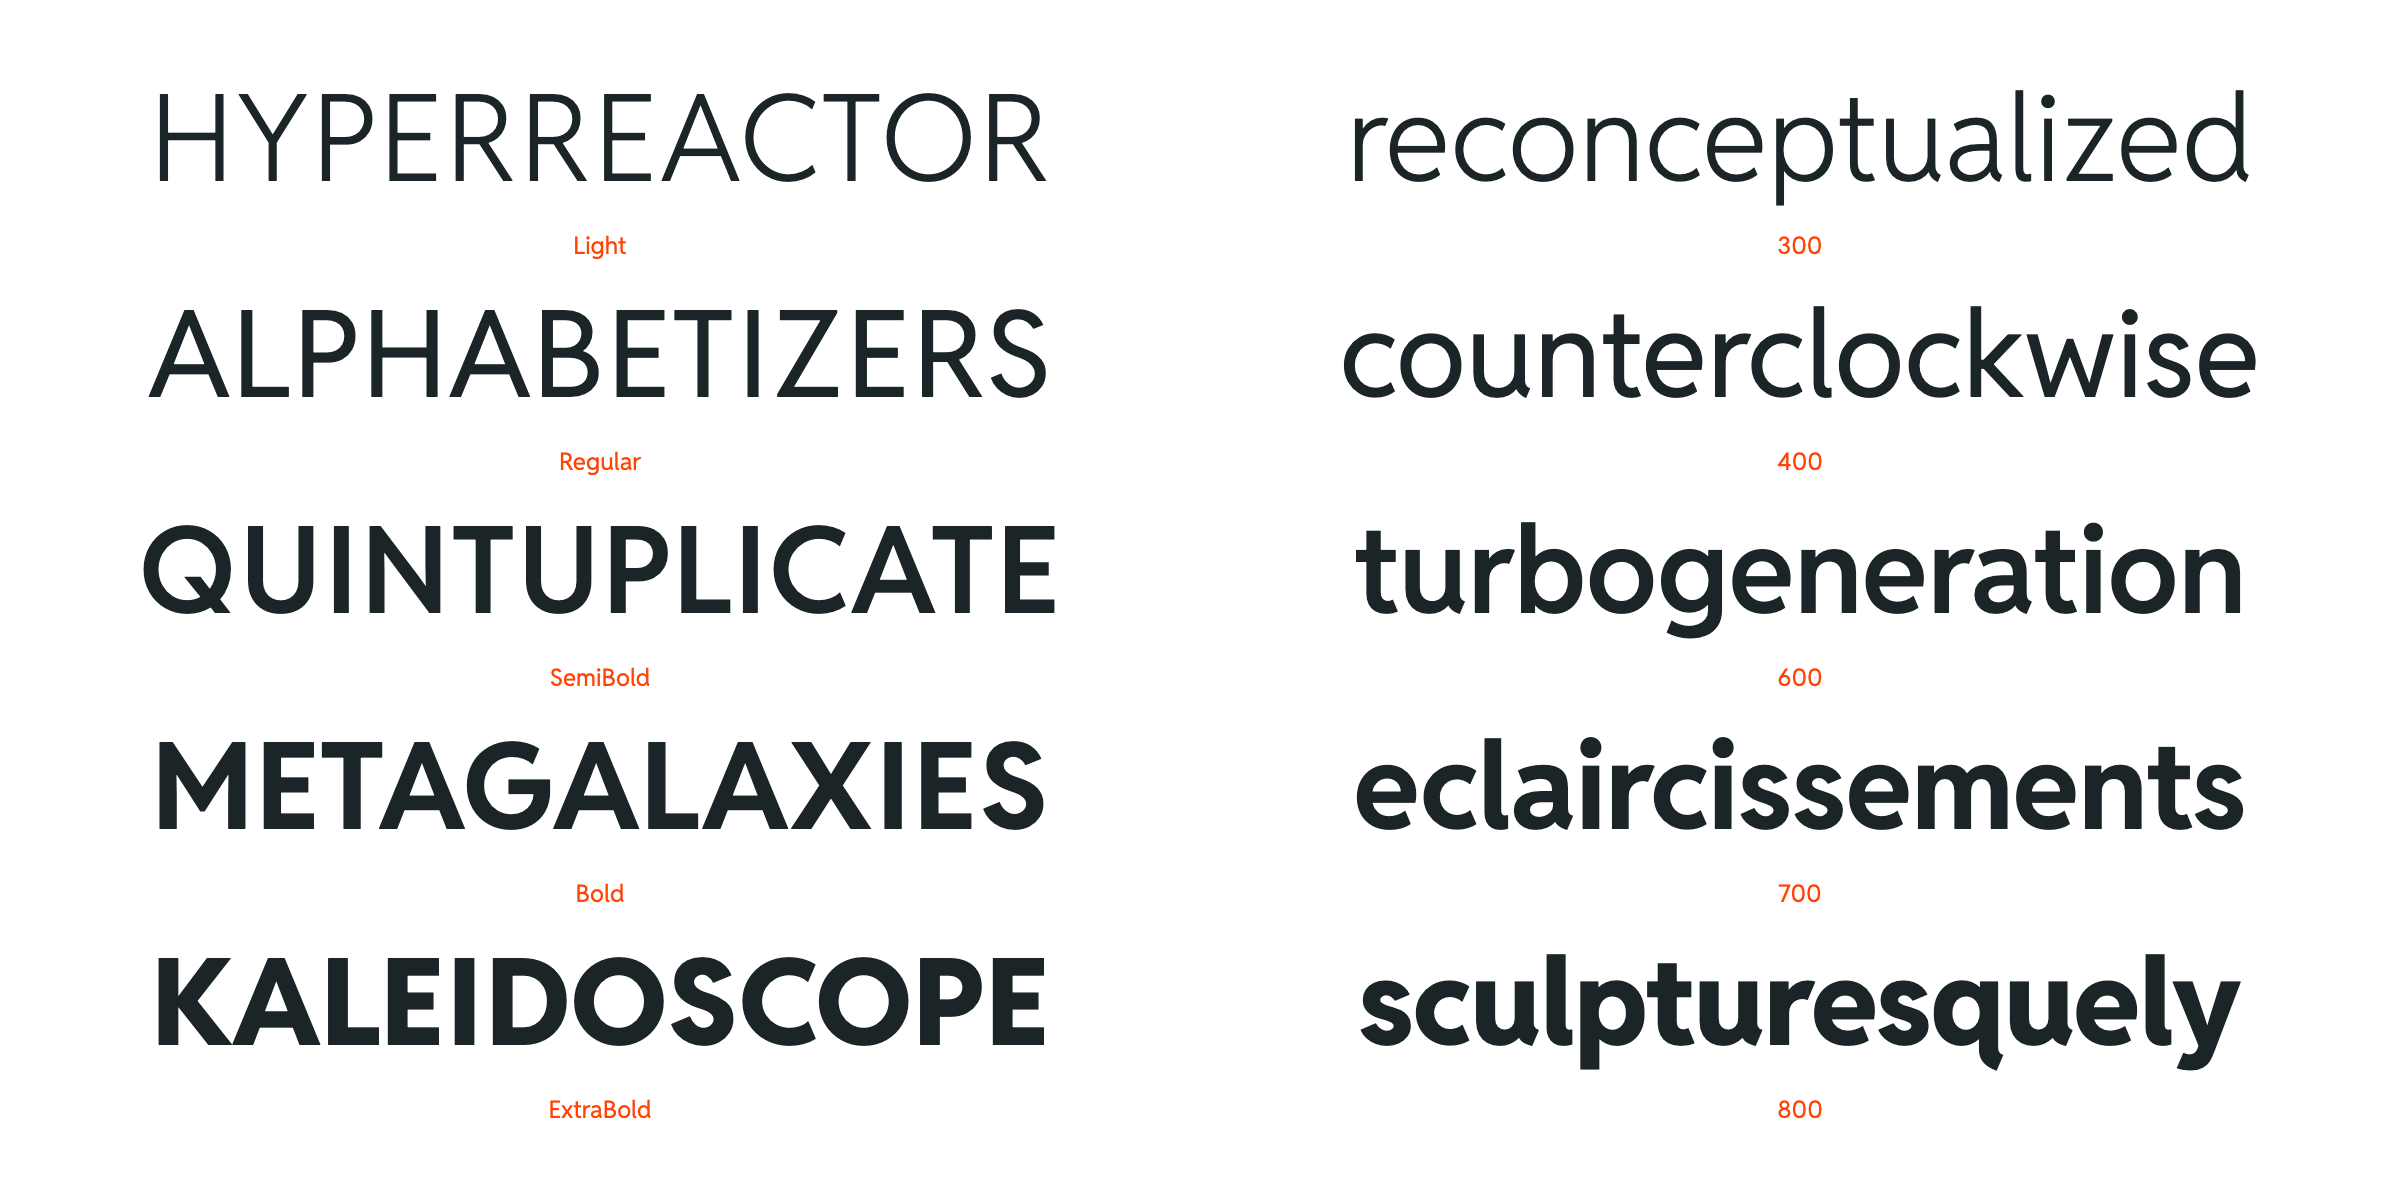 HYPERREACTOR reconceptualized
Light 300
ALPHABETIZERS counterclockwise
Regular 400
QUINTUPLICATE turbogeneration
SemiBold 600
METAGALAXIES eclaircissements
Bold 700
KALEIDOSCOPE sculpturesquely
ExtraBold 800